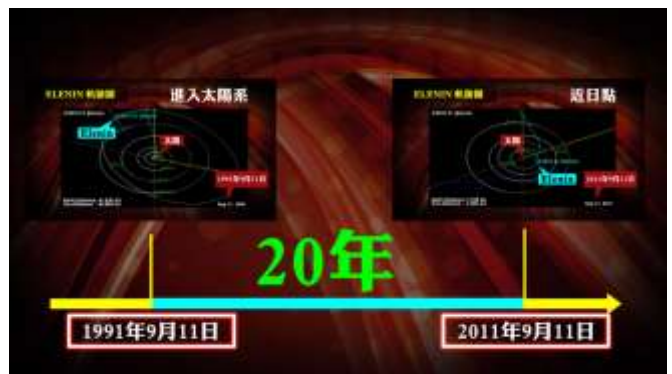 ELENIN 軌跡圖
進入太陽系
Elenin
太陽
1991年9月11日
ELENIN 軌跡圖
近日點
太陽
Elenin
2011年9月11日
20年
1991年9月11日
2011年9月11日